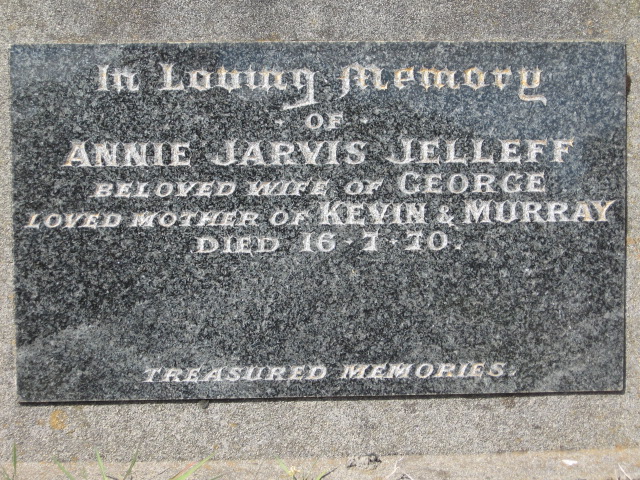 In Loving Memory
· OF ·
ANNIE JARVIS JELLEFF
BELOVED WIFE OF GEORGE
LOVED MOTHER OF KEVIN & MURRAY
DIED 16·7·70.
TREASURED MEMORIES.